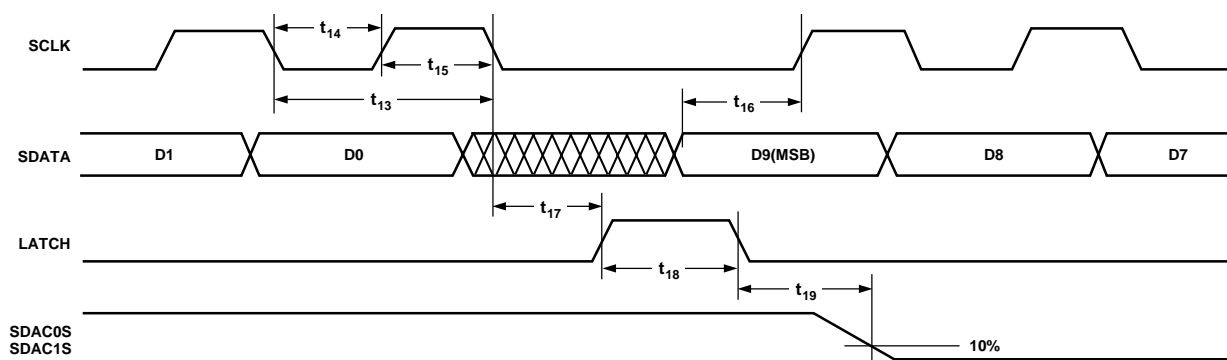 SCLK
t14
t15
t13
t16
SDATA
D1
D0
D9(MSB)
D8
D7
t17
LATCH
t18
t19
SDAC0S
SDAC1S
10%